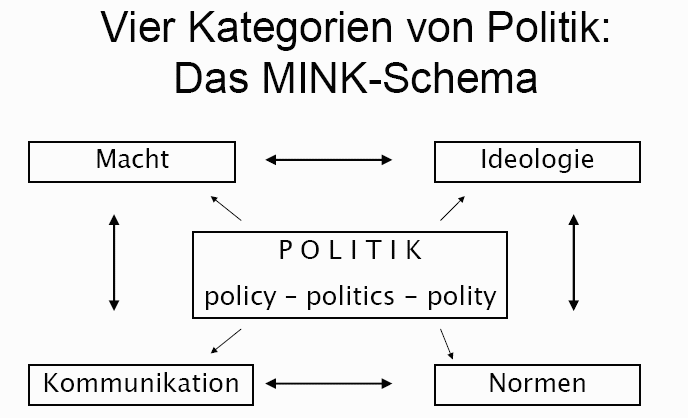 Vier Kategorien von Politik:
Das MINK-Schema
Macht
Ideologie
P O L I T I K
policy – politics – polity
Kommunikation
Normen